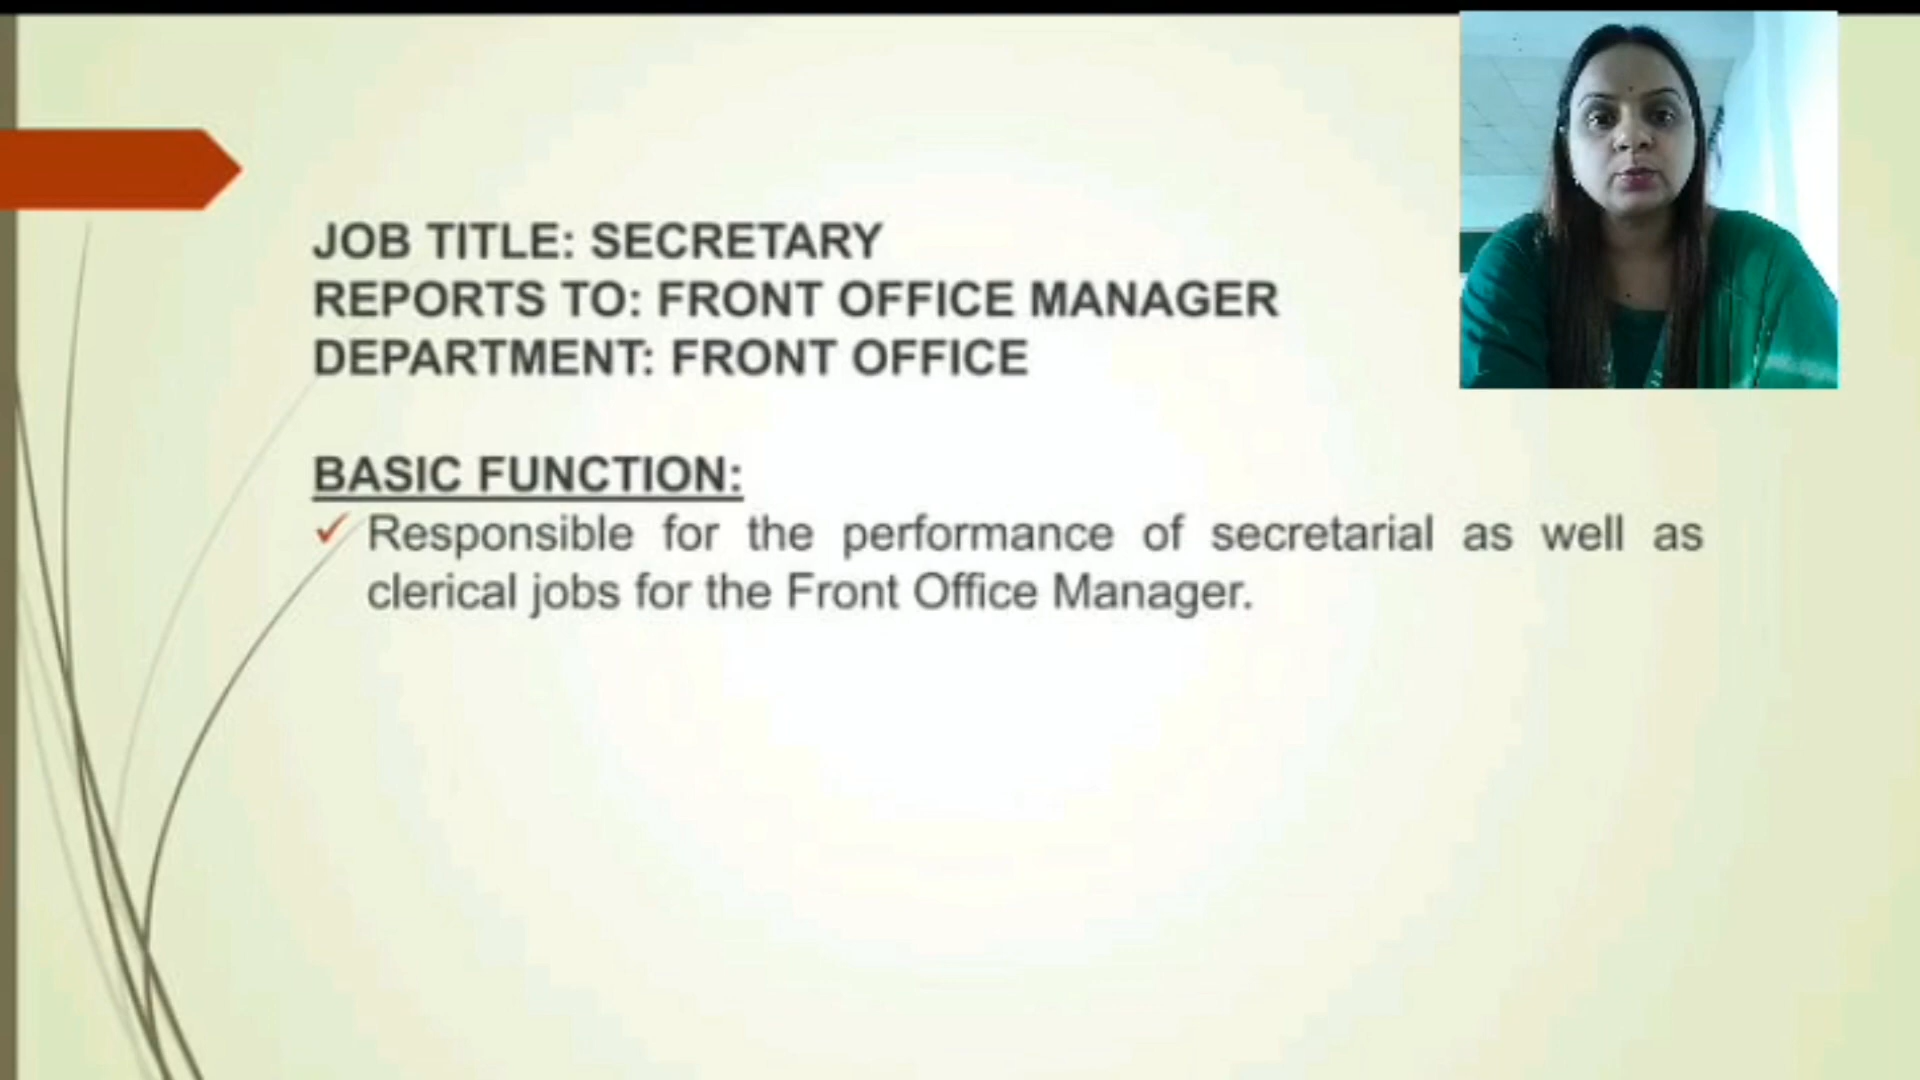 JOB TITLE: SECRETARY
REPORTS TO: FRONT OFFICE MANAGER
DEPARTMENT: FRONT OFFICE
BASIC FUNCTION:
Responsible for the performance of secretarial as well as
clerical jobs for the Front Office Manager.